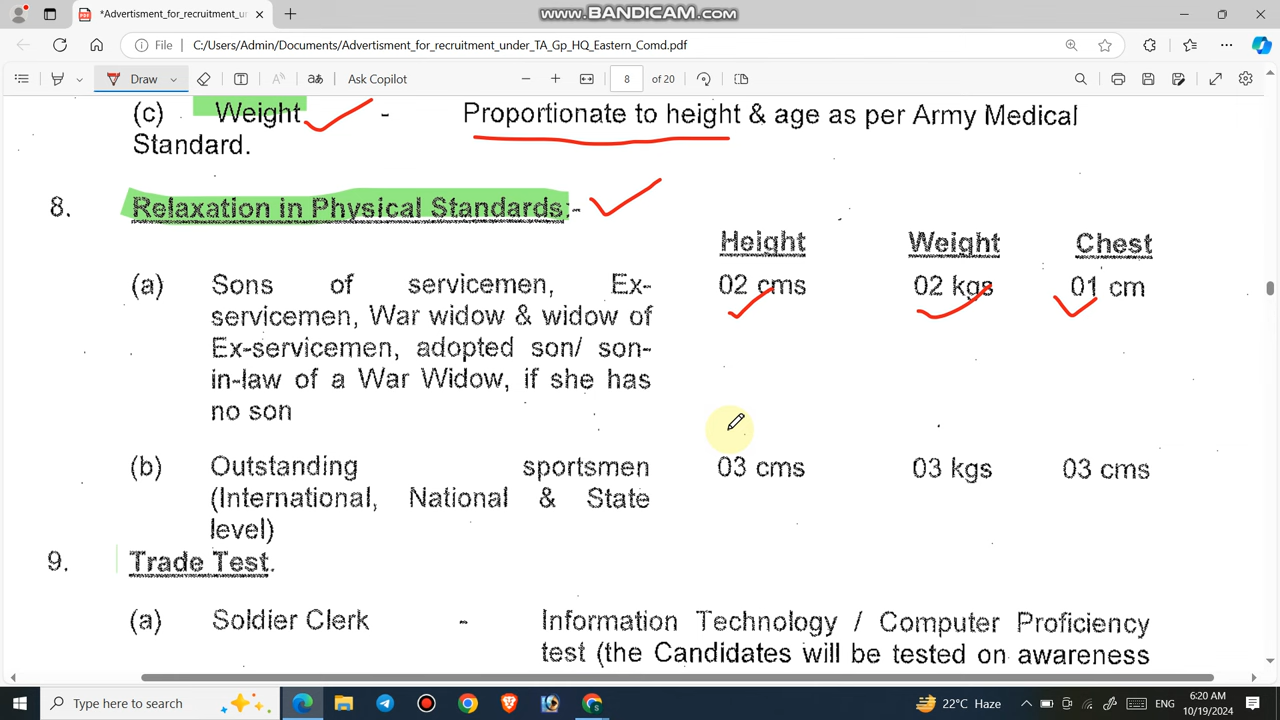 www.BANDICAM.com
*Advertisment_for_recruitment_un
File C:/Users/Admin/Documents/Advertisment_for_recruitment_under_TA_Gp_HQ_Eastern_Comd.pdf
Draw Ask Copilot 8 of 20
(c) Weight - Proportionate to height & age as per Army Medical
Standard.
8. Relaxation in Physical Standards:-
Height Weight Chest
(a) Sons of servicemen, Ex- 02 cms 02 kgs 01 cm
servicemen, War widow & widow of
Ex-servicemen, adopted son/ son-
in-law of a War Widow, if she has
no son
(b) Outstanding sportsmen 03 cms 03 kgs 03 cms
(International, National & State
level)
9. Trade Test.
(a) Soldier Clerk - Information Technology / Computer Proficiency
test (the Candidates will be tested on awareness
Type here to search 22°C Haze 6:20 AM
10/19/2024